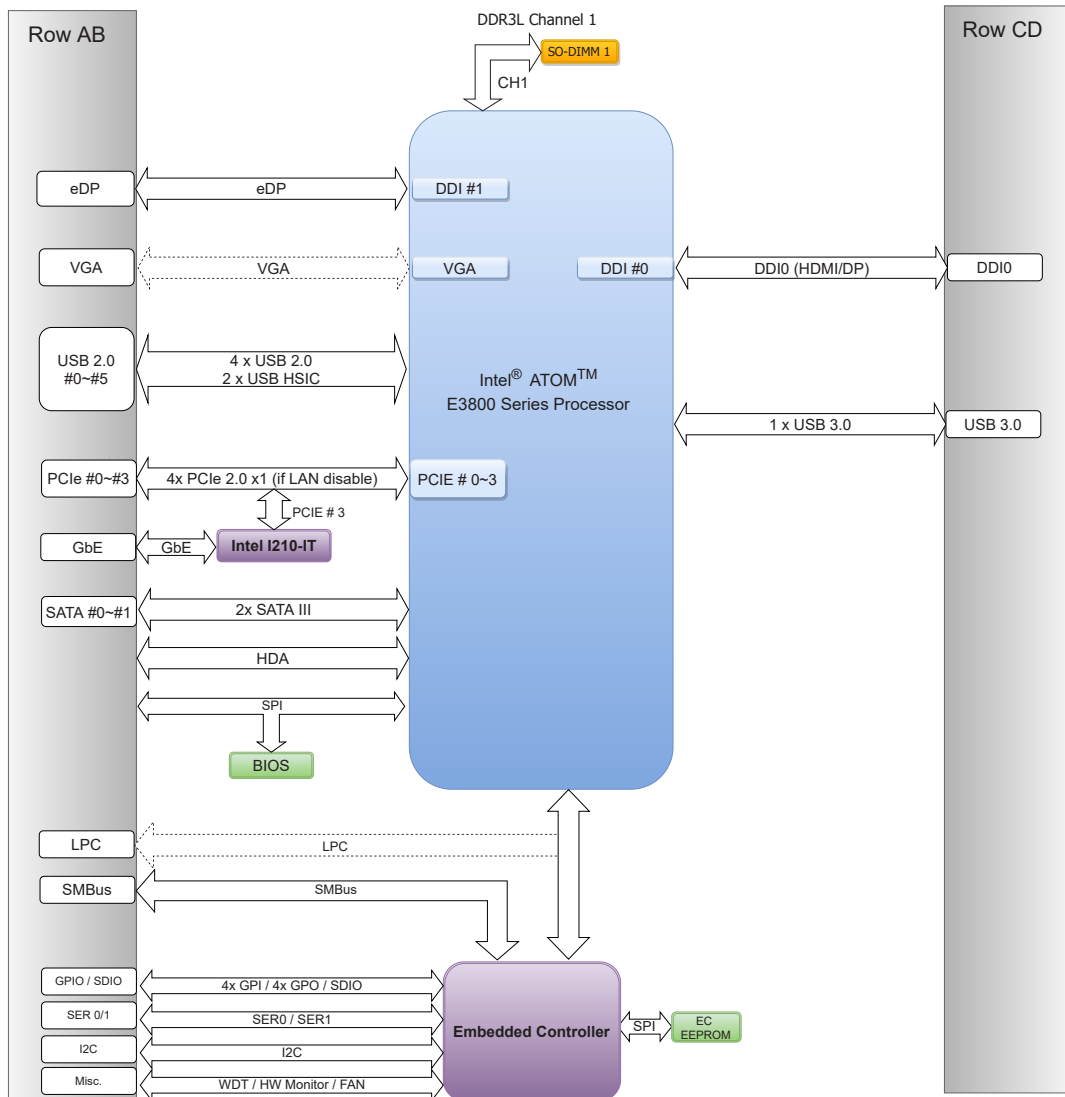 DDR3L Channel 1
Row AB
Row CD
SO-DIMM 1
CH1
eDP
eDP
DDI #1
VGA
VGA
VGA
DDI #0
DDI0 (HDMI/DP)
DDI0
USB 2.0
#0~#5
4 x USB 2.0
2 x USB HSIC
Intel® ATOM™
E3800 Series Processor
1 x USB 3.0
USB 3.0
PCIe #0~#3
4x PCIe 2.0 x1 (if LAN disable)
PCIE # 0~3
PCIE # 3
GbE
GbE
Intel I210-IT
SATA #0~#1
2x SATA III
HDA
SPI
BIOS
LPC
LPC
SMBus
SMBus
GPIO / SDIO
4x GPI / 4x GPO / SDIO
SER 0/1
SER0 / SER1
Embedded Controller
SPI
EC
EEPROM
I2C
I2C
Misc.
WDT / HW Monitor / FAN